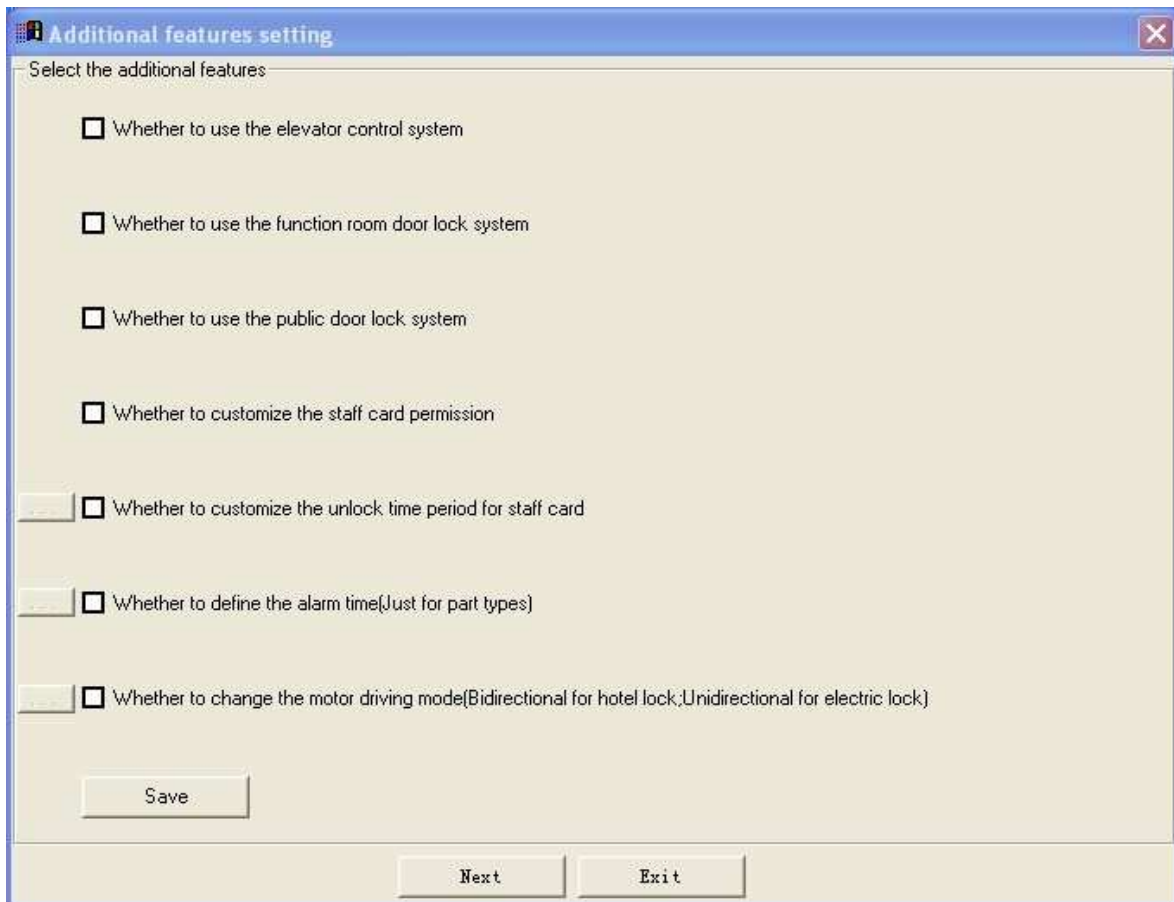 Additional features setting
Select the additional features
Whether to use the elevator control system
Whether to use the function room door lock system
Whether to use the public door lock system
Whether to customize the staff card permission
... Whether to customize the unlock time period for staff card
... Whether to define the alarm time(Just for part types)
... Whether to change the motor driving mode(Bidirectional for hotel lock;Unidirectional for electric lock)
Save
Next Exit